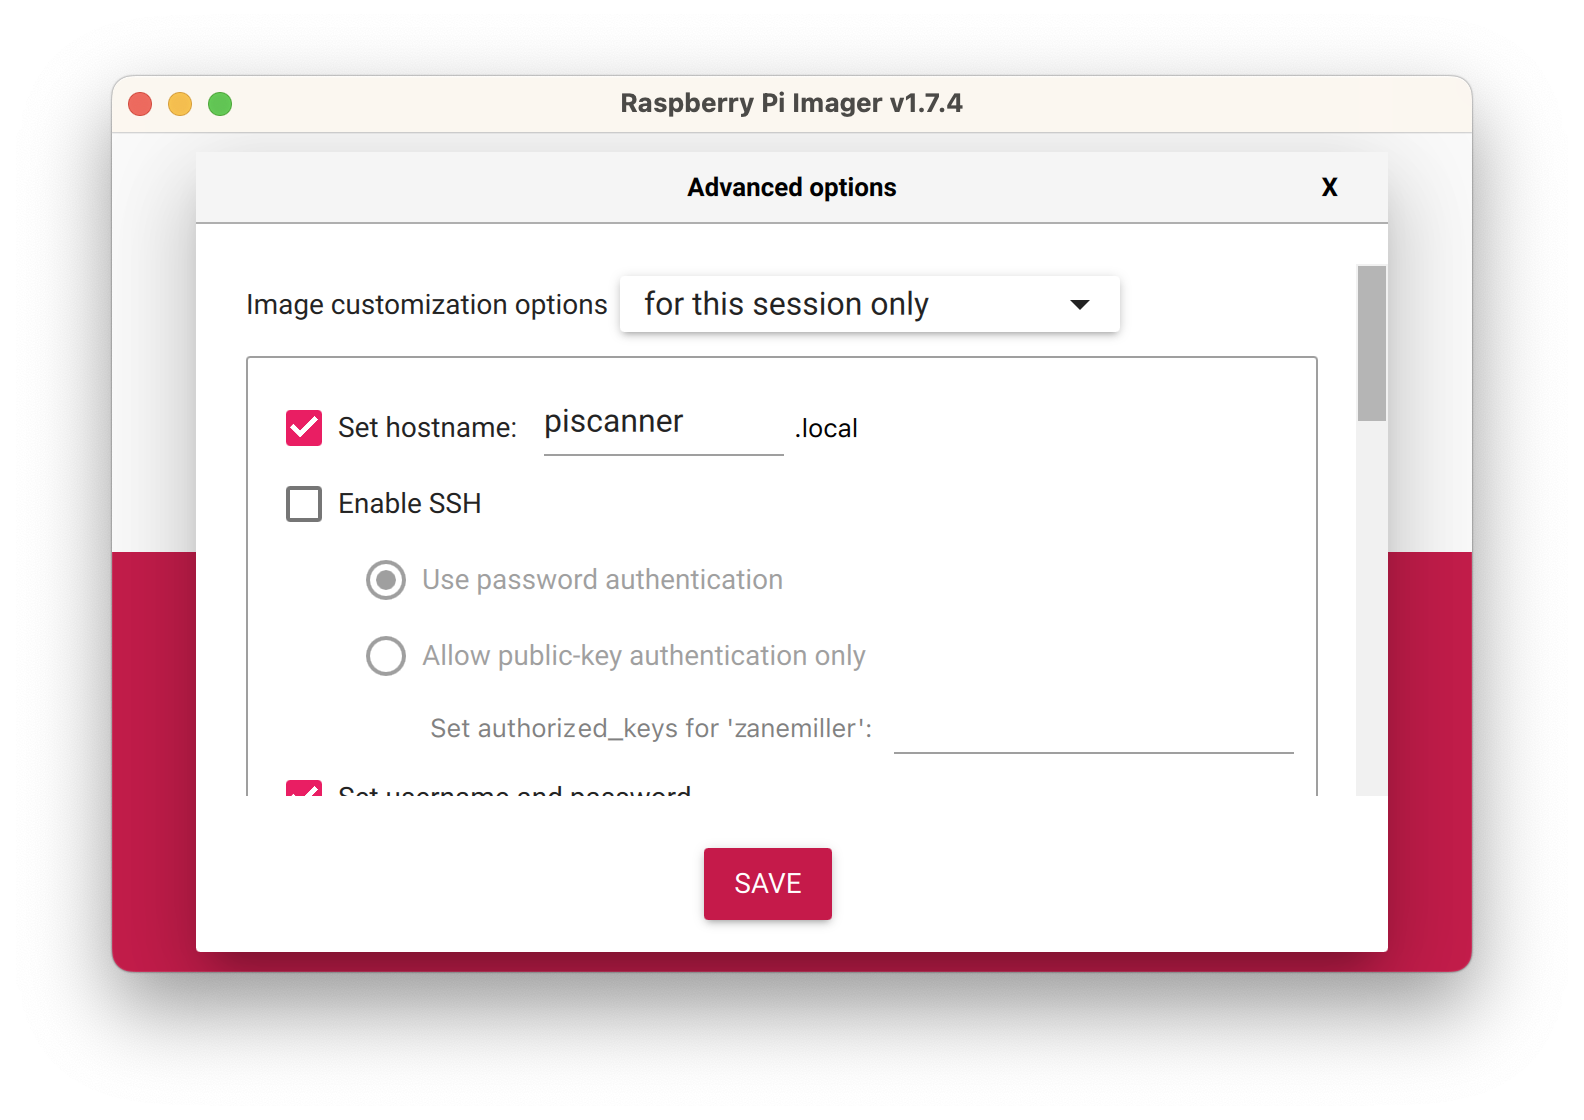 Raspberry Pi Imager v1.7.4
Advanced options X
Image customization options for this session only
Set hostname: piscanner .local
Enable SSH
Use password authentication
Allow public-key authentication only
Set authorized_keys for 'zanemiller':
Set username and password
SAVE